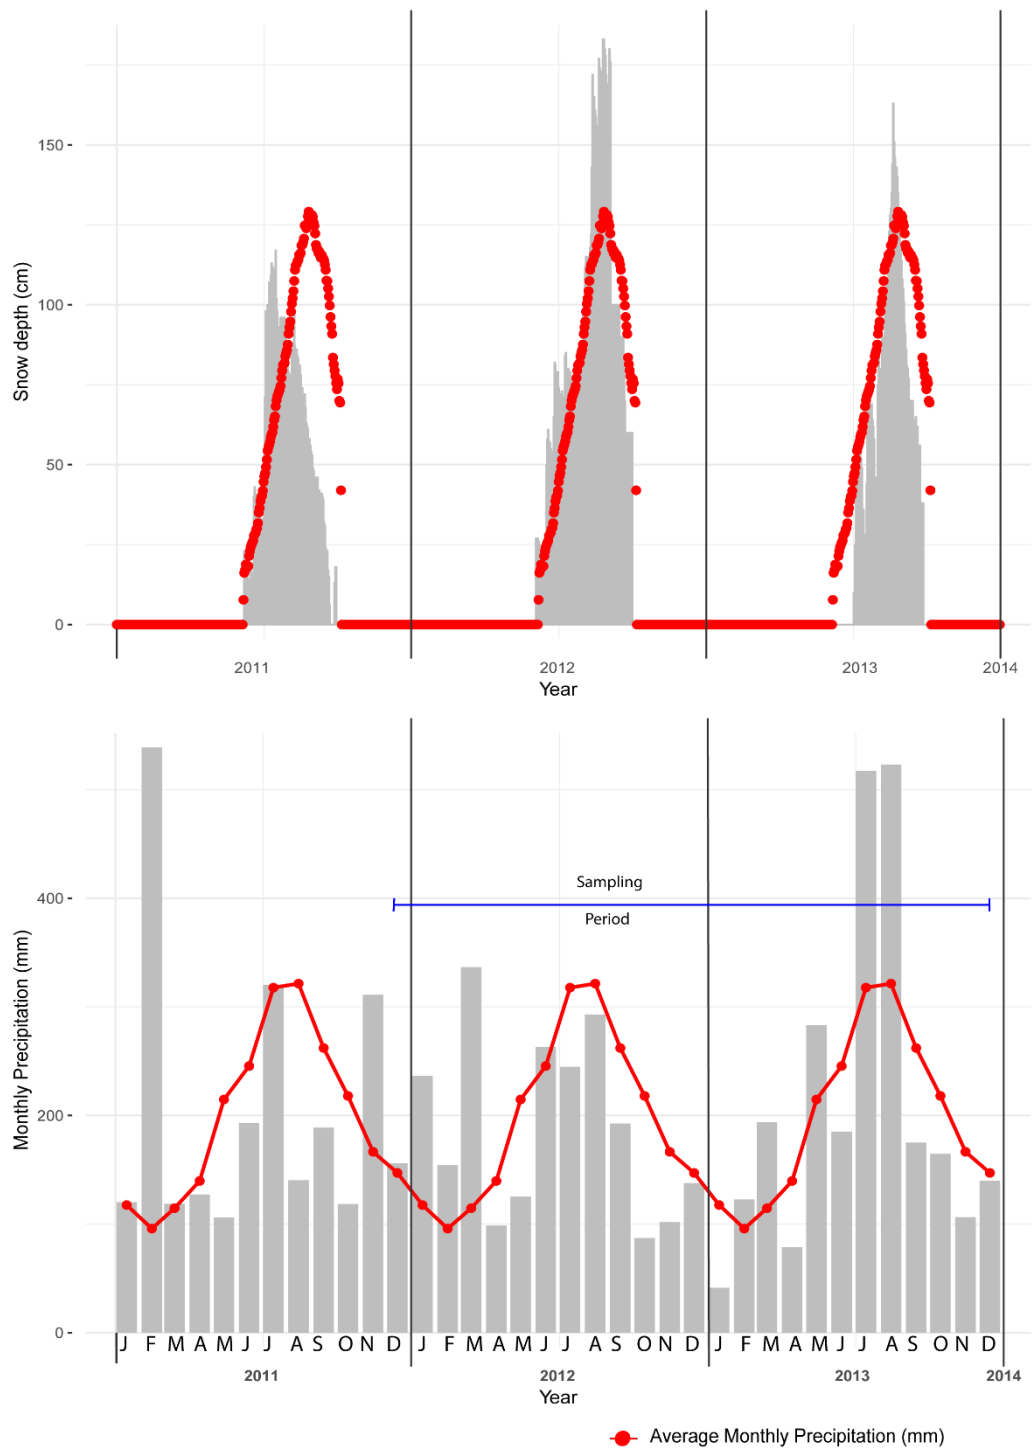 Snow depth (cm)
150
100
50
0
2011 2012 2013 2014
Year
Monthly Precipitation (mm)
400
200
0
Sampling
Period
J F M A M J J A S O N D J F M A M J J A S O N D J F M A M J J A S O N D
2011 2012 2013 2014
Year
Average Monthly Precipitation (mm)